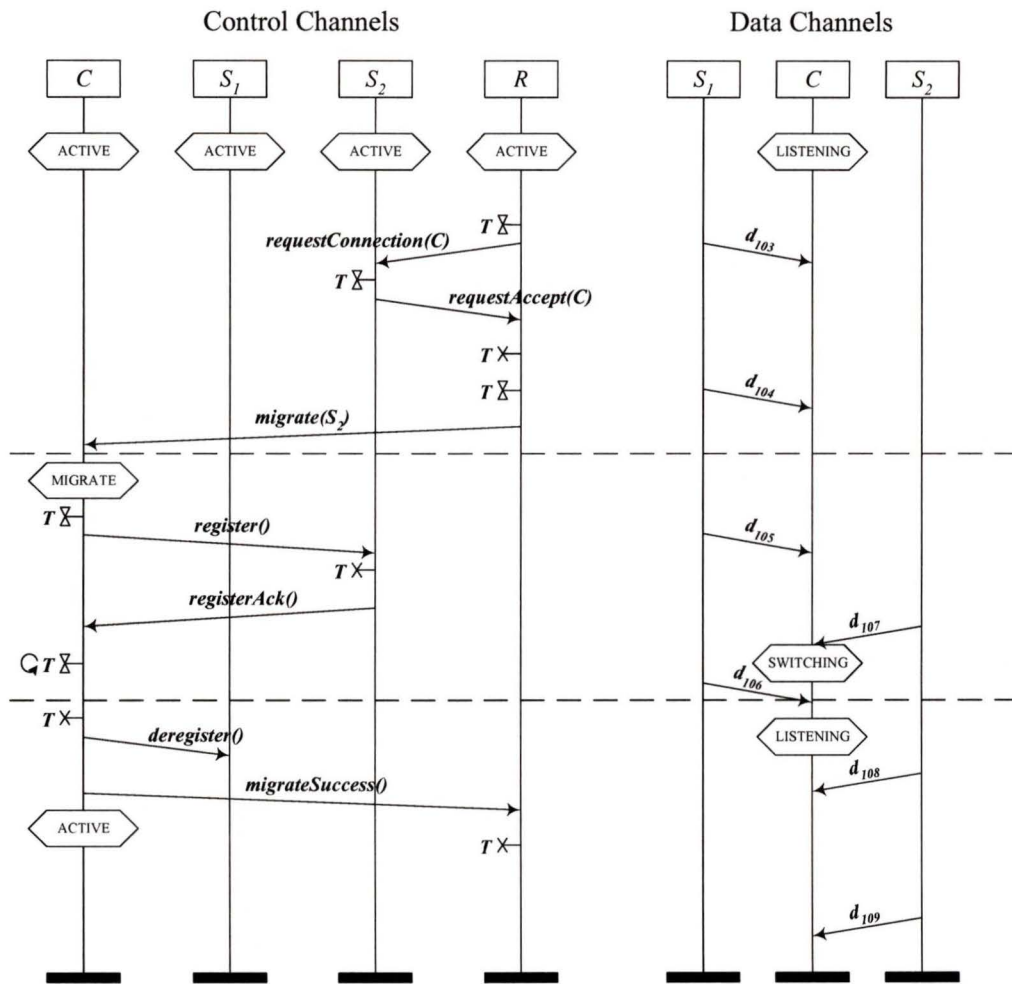 Control Channels
Data Channels
C
S1
S2
R
S1
C
S2
ACTIVE
ACTIVE
ACTIVE
ACTIVE
LISTENING
T
requestConnection(C)
d103
T
requestAccept(C)
T
T
d104
migrate(S2)
MIGRATE
T
register()
d105
T
registerAck()
d107
T
SWITCHING
d106
T
deregister()
LISTENING
d108
migrateSuccess()
ACTIVE
T
d109